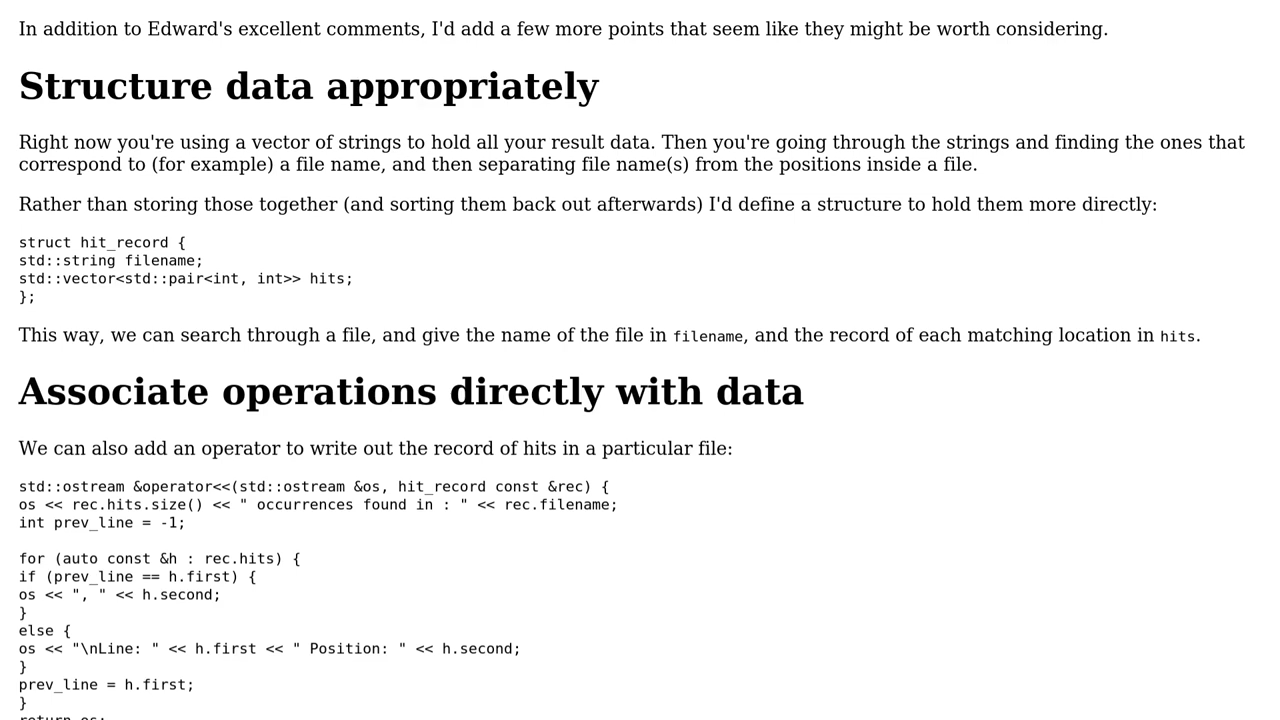 In addition to Edward's excellent comments, I'd add a few more points that seem like they might be worth considering.
Structure data appropriately
Right now you're using a vector of strings to hold all your result data. Then you're going through the strings and finding the ones that
correspond to (for example) a file name, and then separating file name(s) from the positions inside a file.
Rather than storing those together (and sorting them back out afterwards) I'd define a structure to hold them more directly:
struct hit_record {
std::string filename;
std::vector<std::pair<int, int>> hits;
};
This way, we can search through a file, and give the name of the file in filename, and the record of each matching location in hits.
Associate operations directly with data
We can also add an operator to write out the record of hits in a particular file:
std::ostream &operator<<(std::ostream &os, hit_record const &rec) {
os << rec.hits.size() << " occurrences found in : " << rec.filename;
int prev_line = -1;
for (auto const &h : rec.hits) {
if (prev_line == h.first) {
os << ", " << h.second;
}
else {
os << "\nLine: " << h.first << " Position: " << h.second;
}
prev_line = h.first;
}
return os;